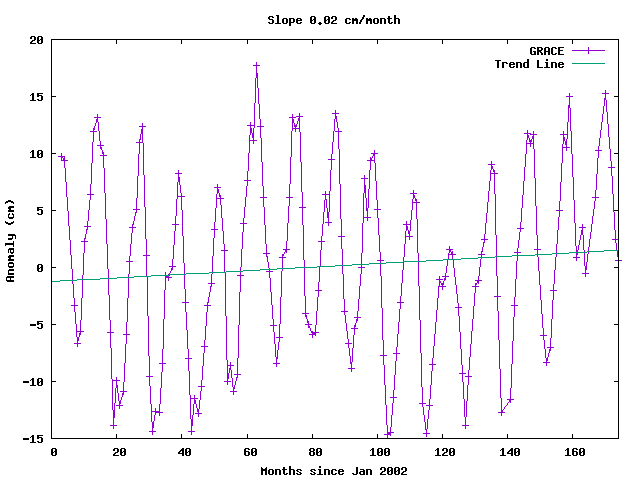 Slope 0.02 cm/month
20
15
10
5
0
-5
-10
-15
Anomaly (cm)
GRACE
Trend Line
0 20 40 60 80 100 120 140 160
Months since Jan 2002